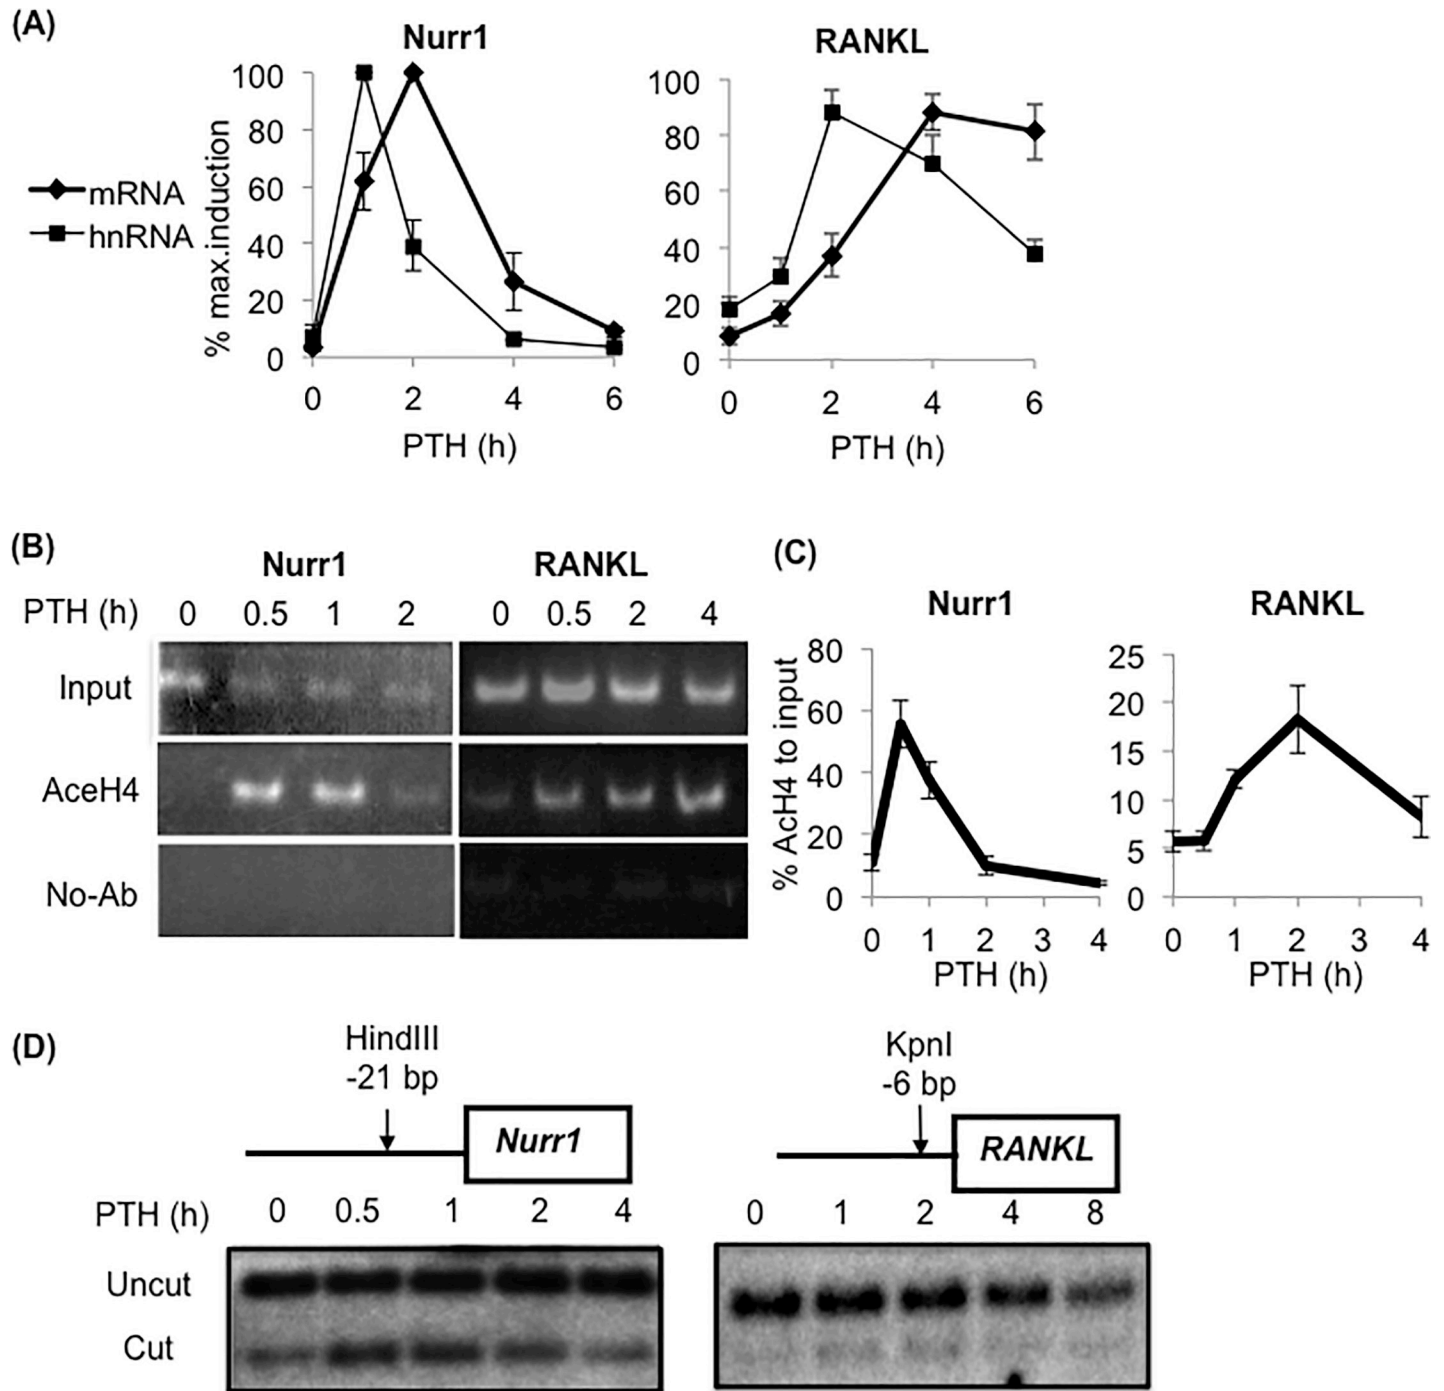 (A)
Nurr1
RANKL
mRNA
hnRNA
% max.induction
100
80
60
40
20
0
0 2 4 6
PTH (h)
100
80
60
40
20
0
0 2 4 6
PTH (h)
(B)
Nurr1
RANKL
PTH (h) 0 0.5 1 2 0 0.5 2 4
Input
AceH4
No-Ab
(C)
Nurr1
RANKL
% AcH4 to input
80
60
40
20
0
0 1 2 3 4
PTH (h)
25
20
15
10
5
0
0 1 2 3 4
PTH (h)
(D)
HindIII
-21 bp
Nurr1
KpnI
-6 bp
RANKL
PTH (h) 0 0.5 1 2 4 0 1 2 4 8
Uncut
Cut